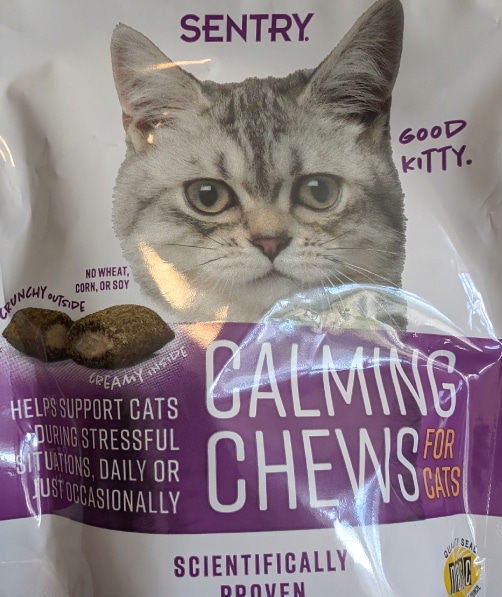 SENTRY.
GOOD
KITTY.
NO WHEAT,
CORN, OR SOY
CRUNCHY OUTSIDE
CREAMY INSIDE
CALMING
CHEWS
FOR
CATS
HELPS SUPPORT CATS
DURING STRESSFUL
SITUATIONS, DAILY OR
JUST OCCASIONALLY
SCIENTIFICALLY
PROVEN